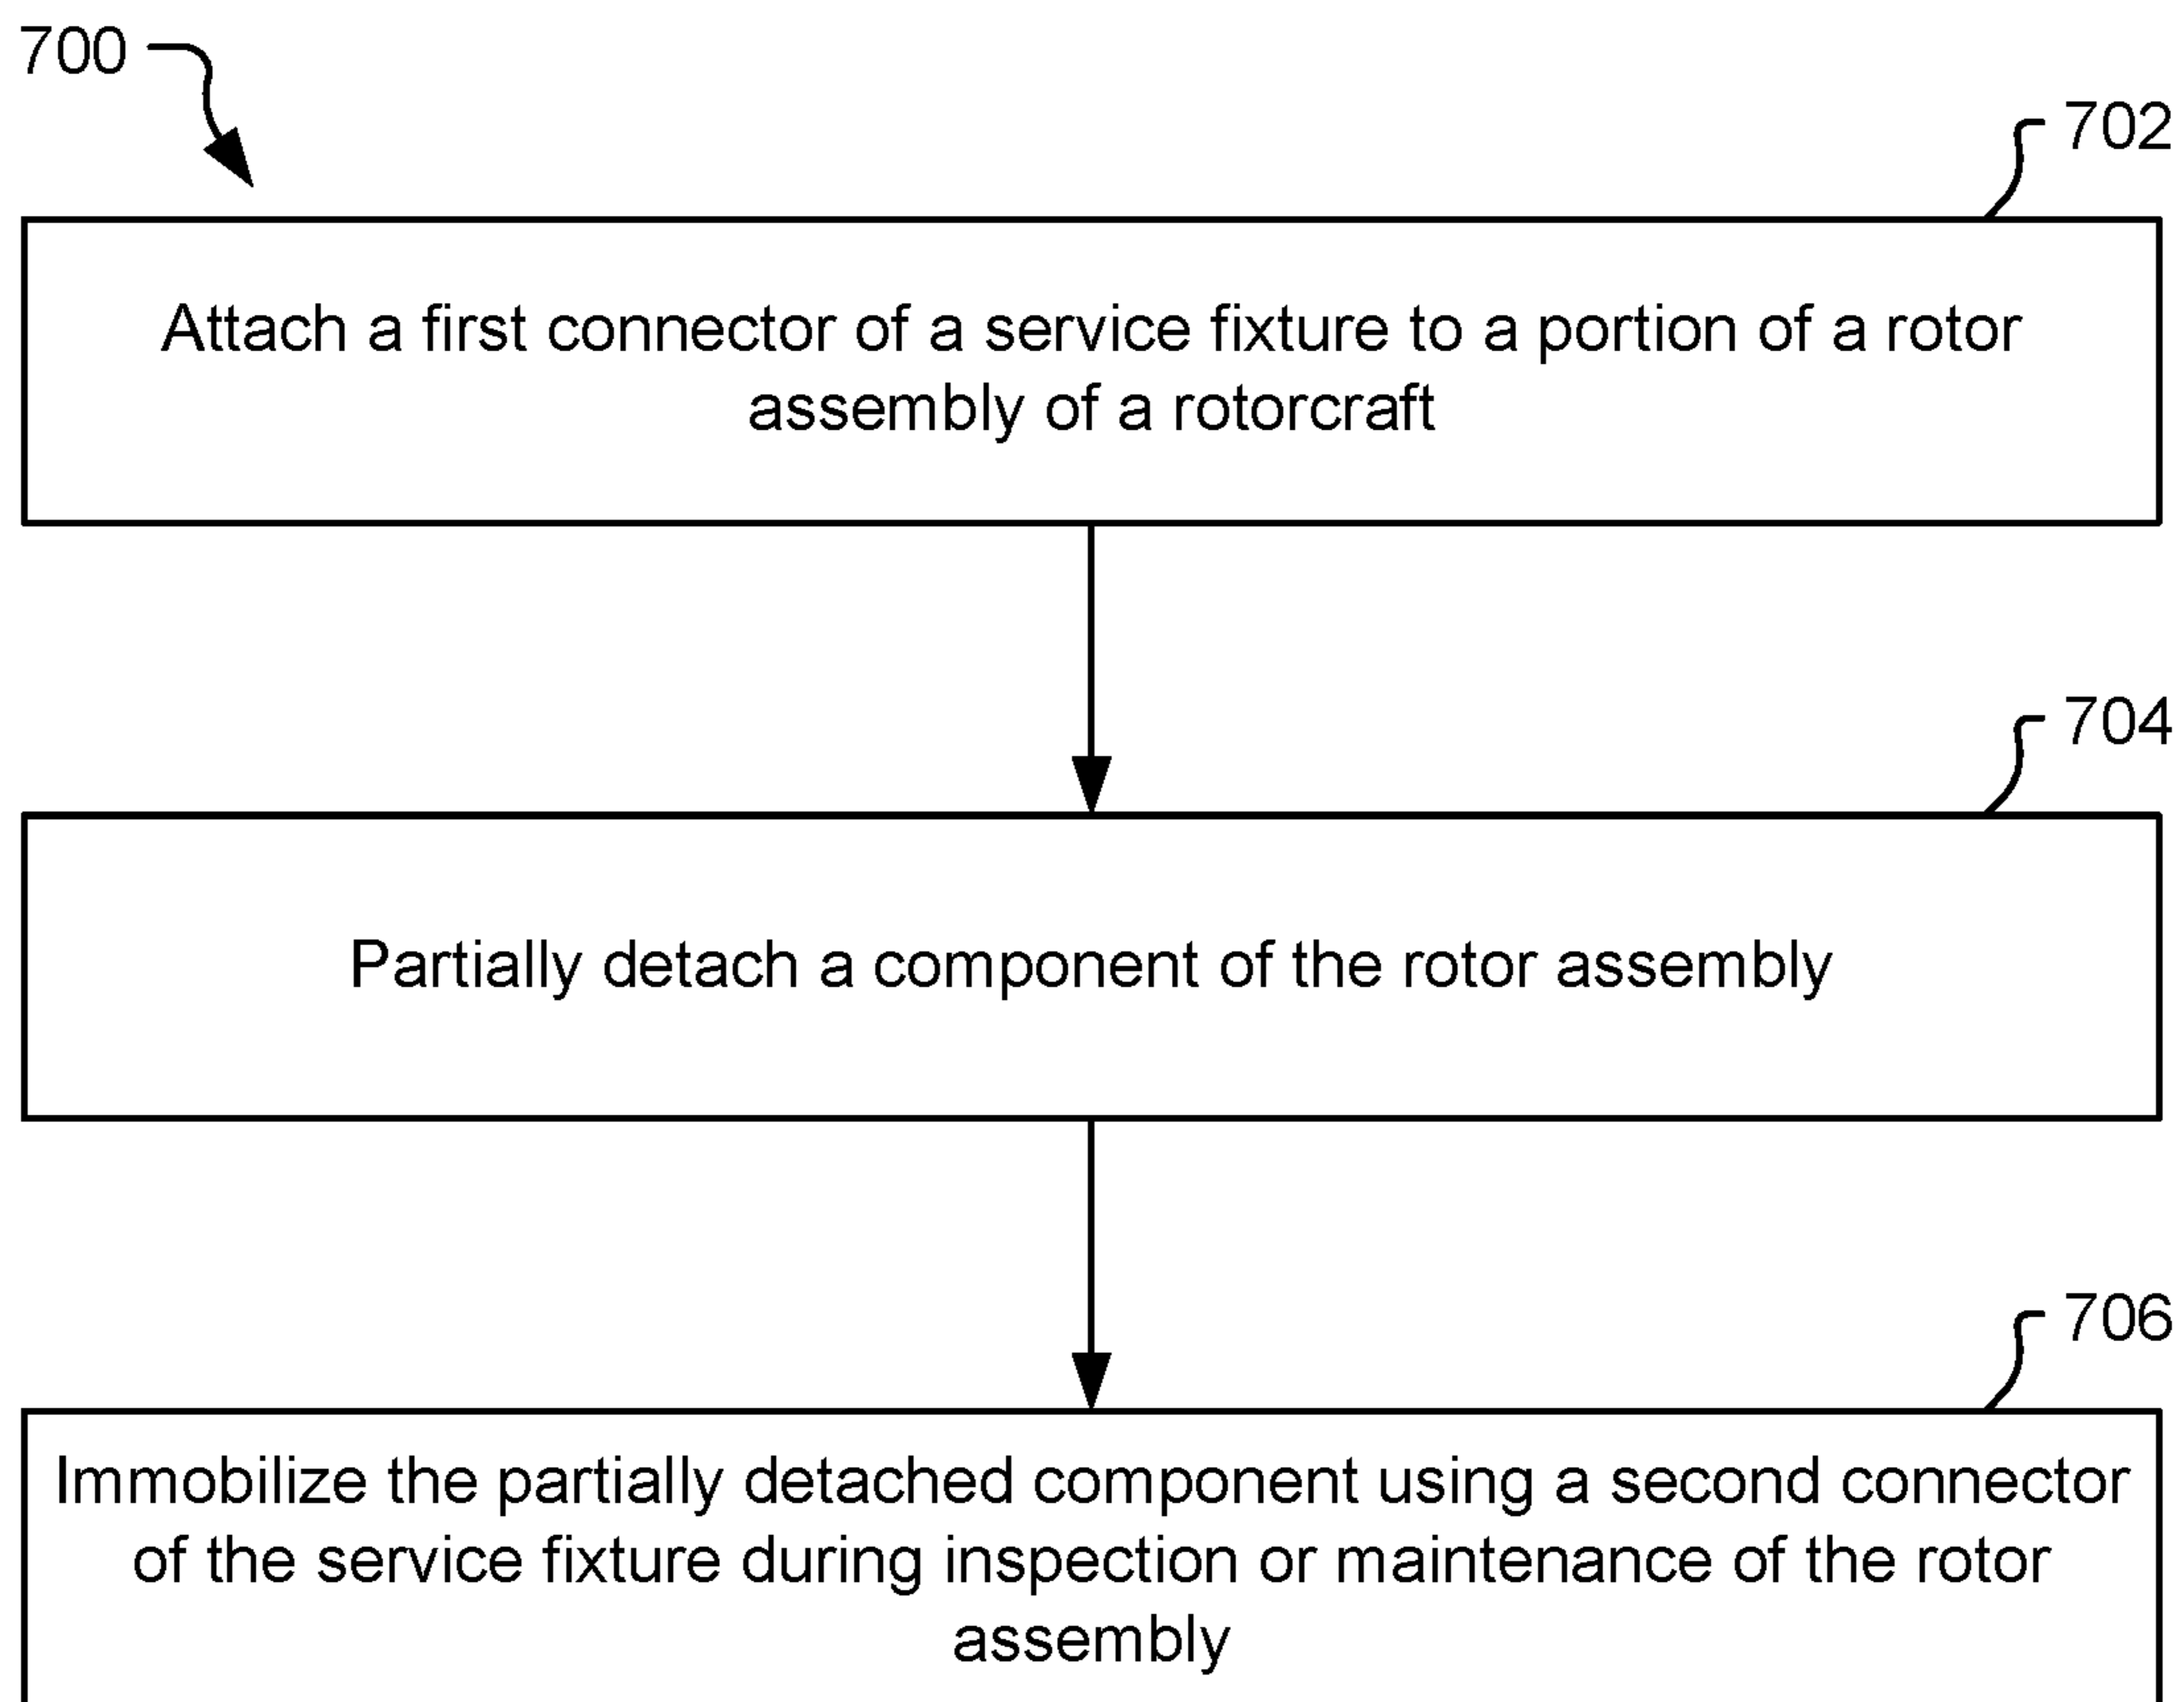 700
702
Attach a first connector of a service fixture to a portion of a rotor
assembly of a rotorcraft
704
Partially detach a component of the rotor assembly
706
Immobilize the partially detached component using a second connector
of the service fixture during inspection or maintenance of the rotor
assembly